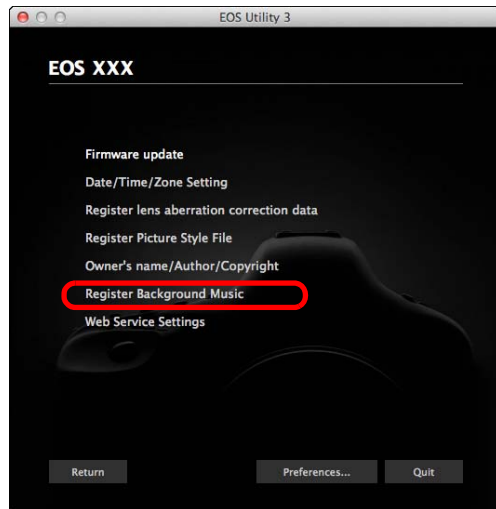 EOS Utility 3
EOS XXX
Firmware update
Date/Time/Zone Setting
Register lens aberration correction data
Register Picture Style File
Owner's name/Author/Copyright
Register Background Music
Web Service Settings
Return
Preferences...
Quit